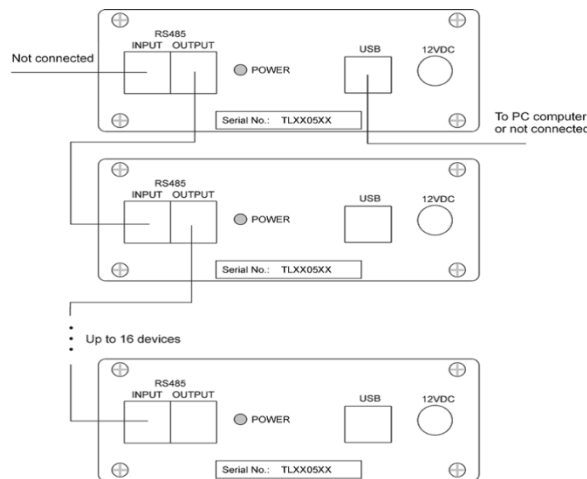 RS485
INPUT OUTPUT
USB
12VDC
Not connected
POWER
Serial No.: TLXX05XX
To PC computer
or not connected
RS485
INPUT OUTPUT
USB
12VDC
POWER
Serial No.: TLXX05XX
Up to 16 devices
RS485
INPUT OUTPUT
USB
12VDC
POWER
Serial No.: TLXX05XX